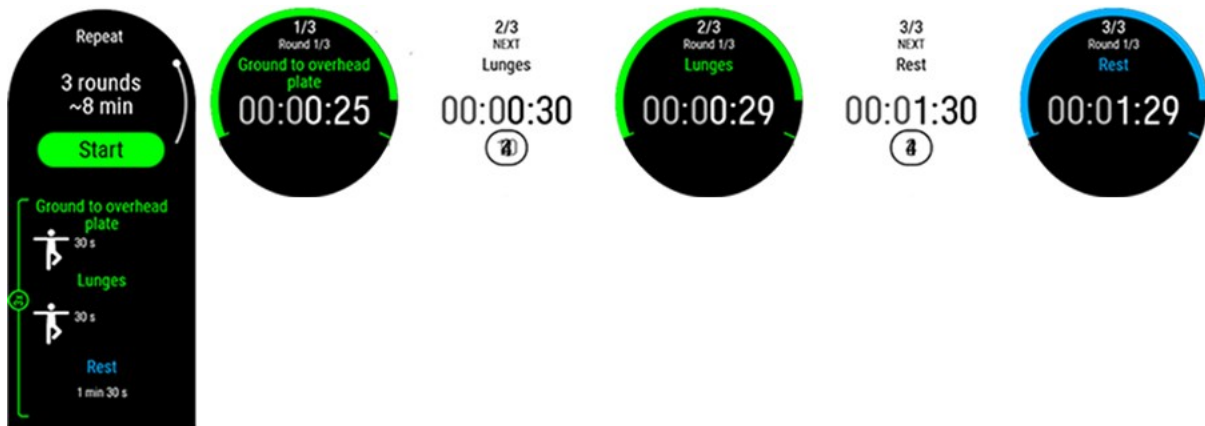 Repeat
3 rounds
~8 min
Start
Ground to overhead
plate
30 s
Lunges
30 s
3x
Rest
1 min 30 s
1/3
Round 1/3
Ground to overhead
plate
00:00:25
2/3
NEXT
Lunges
00:00:30
2/3
Round 1/3
Lunges
00:00:29
3/3
NEXT
Rest
00:01:30
3/3
Round 1/3
Rest
00:01:29